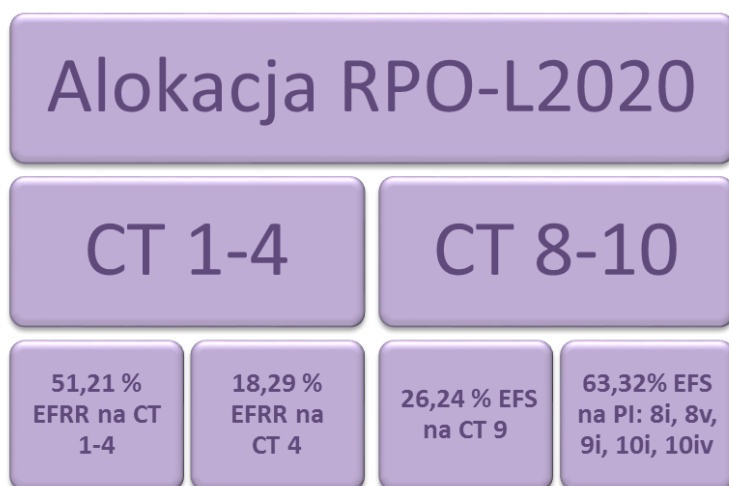 Alokacja RPO-L2020
CT 1-4
CT 8-10
51,21 %
EFRR na CT
1-4
18,29 %
EFRR na
CT 4
26,24 % EFS
na CT 9
63,32% EFS
na PI: 8i, 8v,
9i, 10i, 10iv